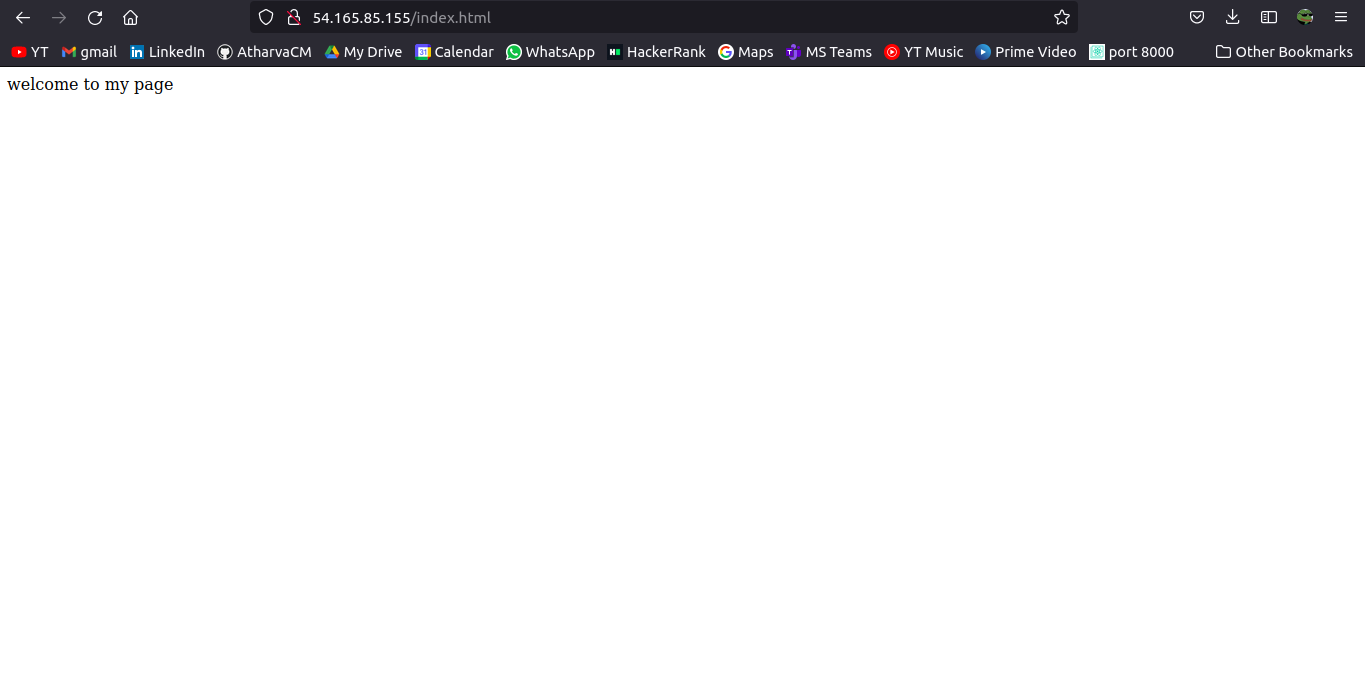 54.165.85.155/index.html
YT gmail LinkedIn AtharvaCM My Drive 31 Calendar WhatsApp HackerRank Maps MS Teams YT Music Prime Video port 8000 Other Bookmarks
welcome to my page